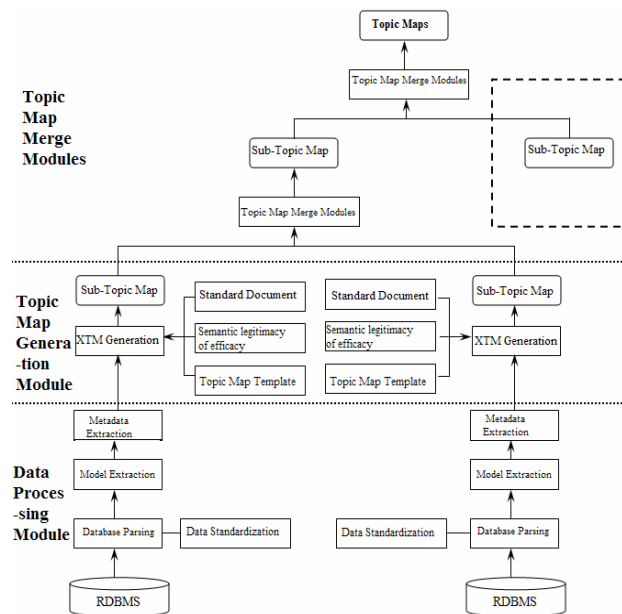 Topic Maps
Topic Map Merge Modules
Topic
Map
Merge
Modules
Sub-Topic Map
Sub-Topic Map
Topic Map Merge Modules
Sub-Topic Map
Standard Document
Standard Document
Sub-Topic Map
Topic
Map
Genera
-tion
Module
XTM Generation
Semantic legitimacy
of efficacy
Semantic legitimacy
of efficacy
XTM Generation
Topic Map Template
Topic Map Template
Metadata
Extraction
Metadata
Extraction
Data
Proces
-sing
Module
Model Extraction
Model Extraction
Database Parsing
Data Standardization
Data Standardization
Database Parsing
RDBMS
RDBMS